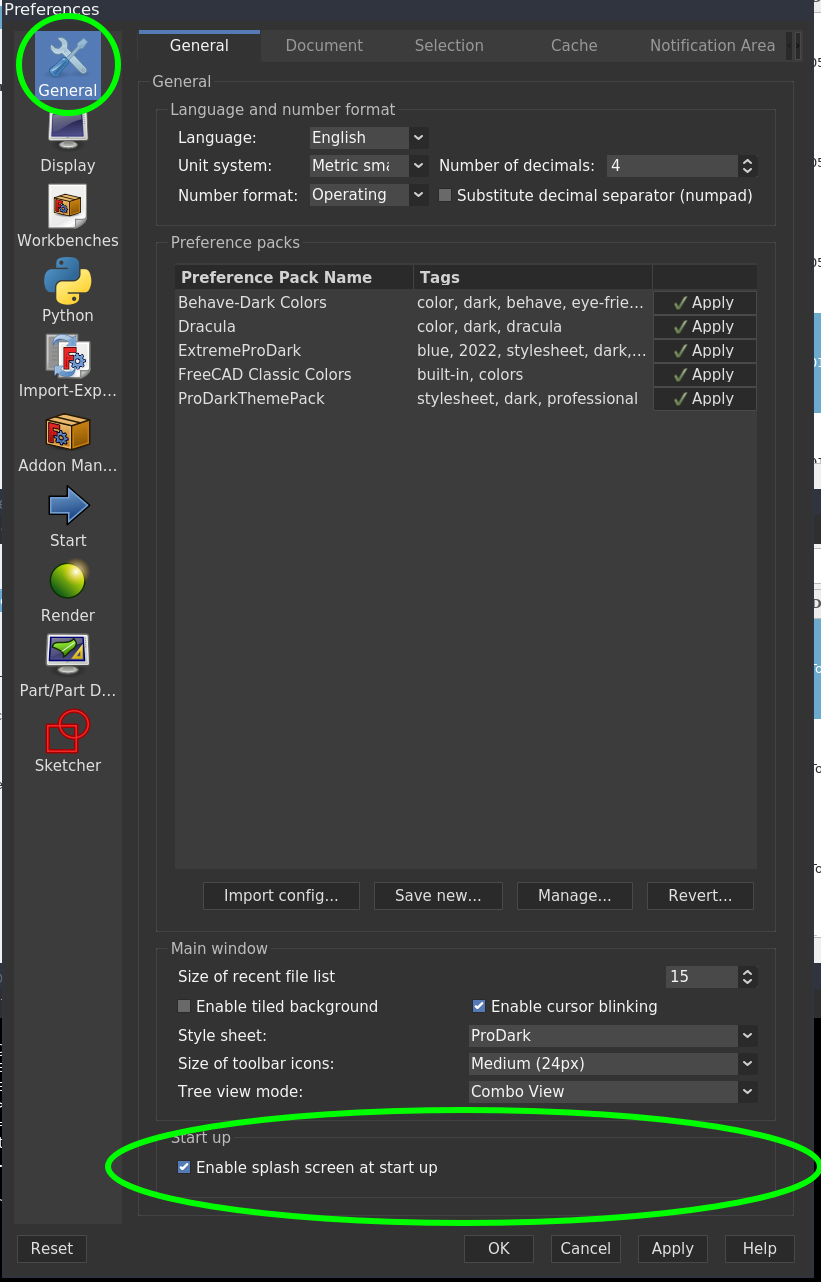 Preferences
General
Display
Workbenches
Python
Import-Exp...
Addon Man...
Start
Render
Part/Part D...
Sketcher
General Document Selection Cache Notification Area
General
Language and number format
Language: English
Unit system: Metric sma Number of decimals: 4
Number format: Operating Substitute decimal separator (numpad)
Preference packs
Preference Pack Name Tags
Behave-Dark Colors color, dark, behave, eye-frie... Apply
Dracula color, dark, dracula Apply
ExtremeProDark blue, 2022, stylesheet, dark,... Apply
FreeCAD Classic Colors built-in, colors Apply
ProDarkThemePack stylesheet, dark, professional Apply
Import config... Save new... Manage... Revert...
Main window
Size of recent file list 15
Enable tiled background Enable cursor blinking
Style sheet: ProDark
Size of toolbar icons: Medium (24px)
Tree view mode: Combo View
Start up
Enable splash screen at start up
Reset OK Cancel Apply Help